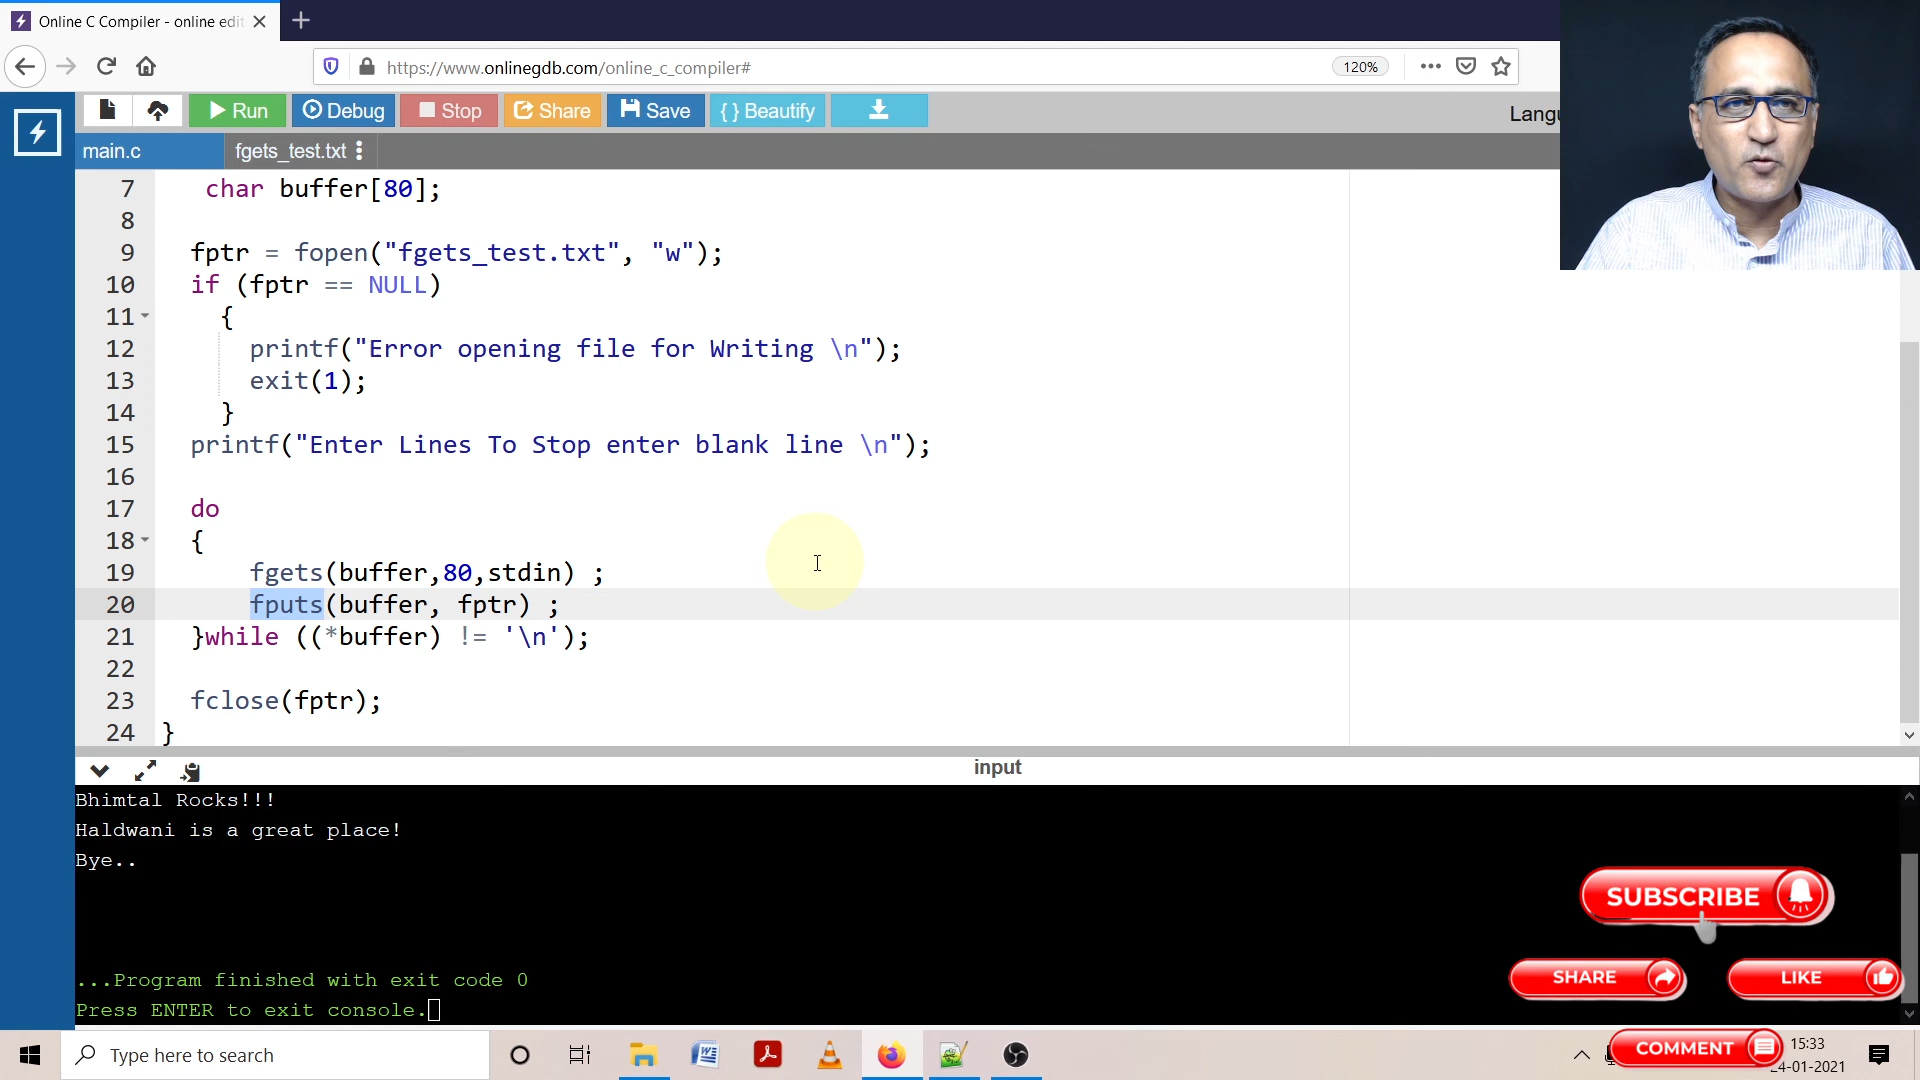 Online C Compiler - online edi
https://www.onlinegdb.com/online_c_compiler#
120%
Run
Debug
Stop
Share
Save
{ } Beautify
Langu
main.c
fgets_test.txt
7 char buffer[80];
8
9 fptr = fopen("fgets_test.txt", "w");
10 if (fptr == NULL)
11 {
12 printf("Error opening file for Writing \n");
13 exit(1);
14 }
15 printf("Enter Lines To Stop enter blank line \n");
16
17 do
18 {
19 fgets(buffer,80,stdin) ;
20 fputs(buffer, fptr) ;
21 }while ((*buffer) != '\n');
22
23 fclose(fptr);
24 }
input
Bhimtal Rocks!!!
Haldwani is a great place!
Bye..
...Program finished with exit code 0
Press ENTER to exit console.
SUBSCRIBE
SHARE
LIKE
COMMENT
Type here to search
15:33
24-01-2021